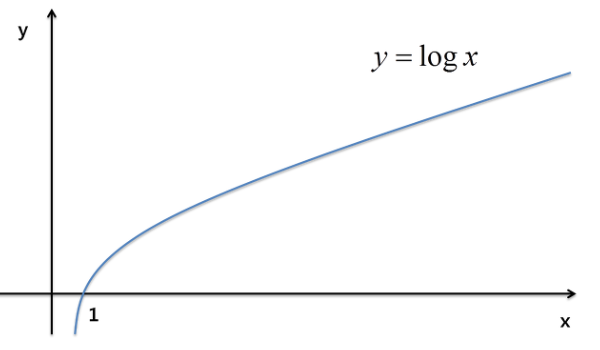 y
y = log x
1
x